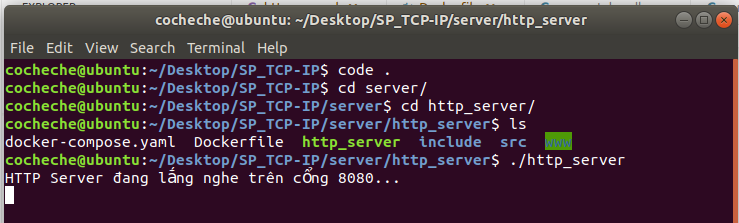 cocheche@ubuntu: ~/Desktop/SP_TCP-IP/server/http_server
File Edit View Search Terminal Help
cocheche@ubuntu:~/Desktop/SP_TCP-IP$ code .
cocheche@ubuntu:~/Desktop/SP_TCP-IP$ cd server/
cocheche@ubuntu:~/Desktop/SP_TCP-IP/server$ cd http_server/
cocheche@ubuntu:~/Desktop/SP_TCP-IP/server/http_server$ ls
docker-compose.yaml Dockerfile http_server include src www
cocheche@ubuntu:~/Desktop/SP_TCP-IP/server/http_server$ ./http_server
HTTP Server đang lắng nghe trên cổng 8080...